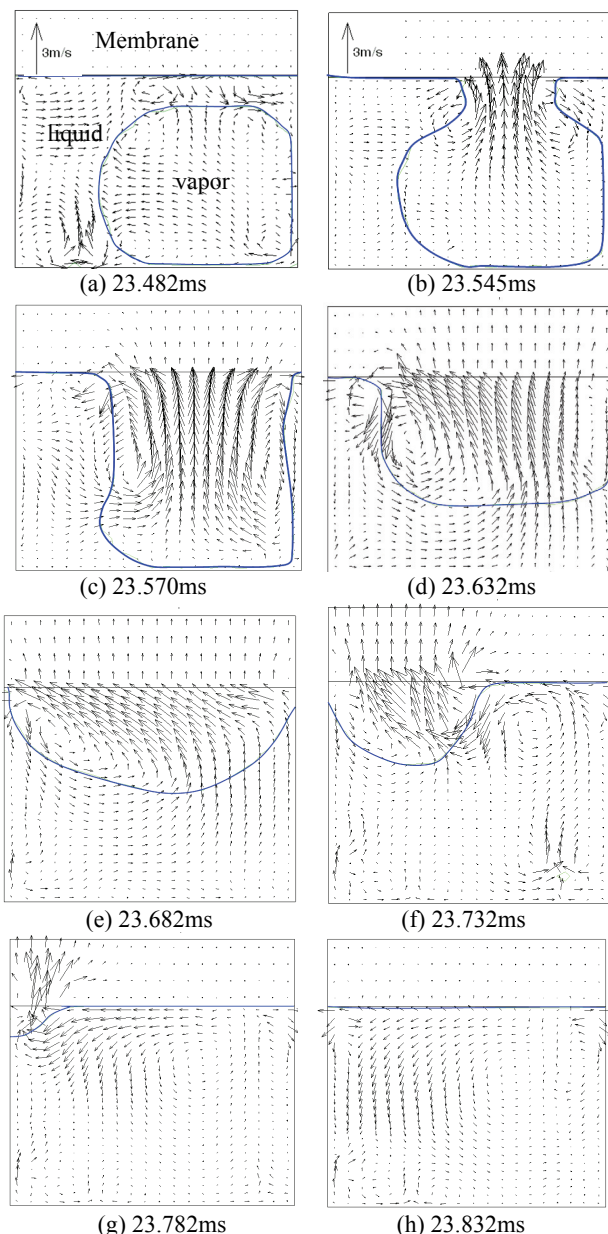 3m/s
Membrane
liquid
vapor
(a) 23.482ms
3m/s
(b) 23.545ms
(c) 23.570ms
(d) 23.632ms
(e) 23.682ms
(f) 23.732ms
(g) 23.782ms
(h) 23.832ms